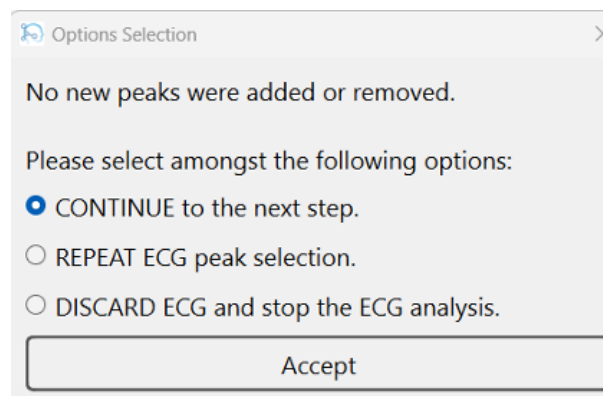 Options Selection
No new peaks were added or removed.
Please select amongst the following options:
CONTINUE to the next step.
REPEAT ECG peak selection.
DISCARD ECG and stop the ECG analysis.
Accept